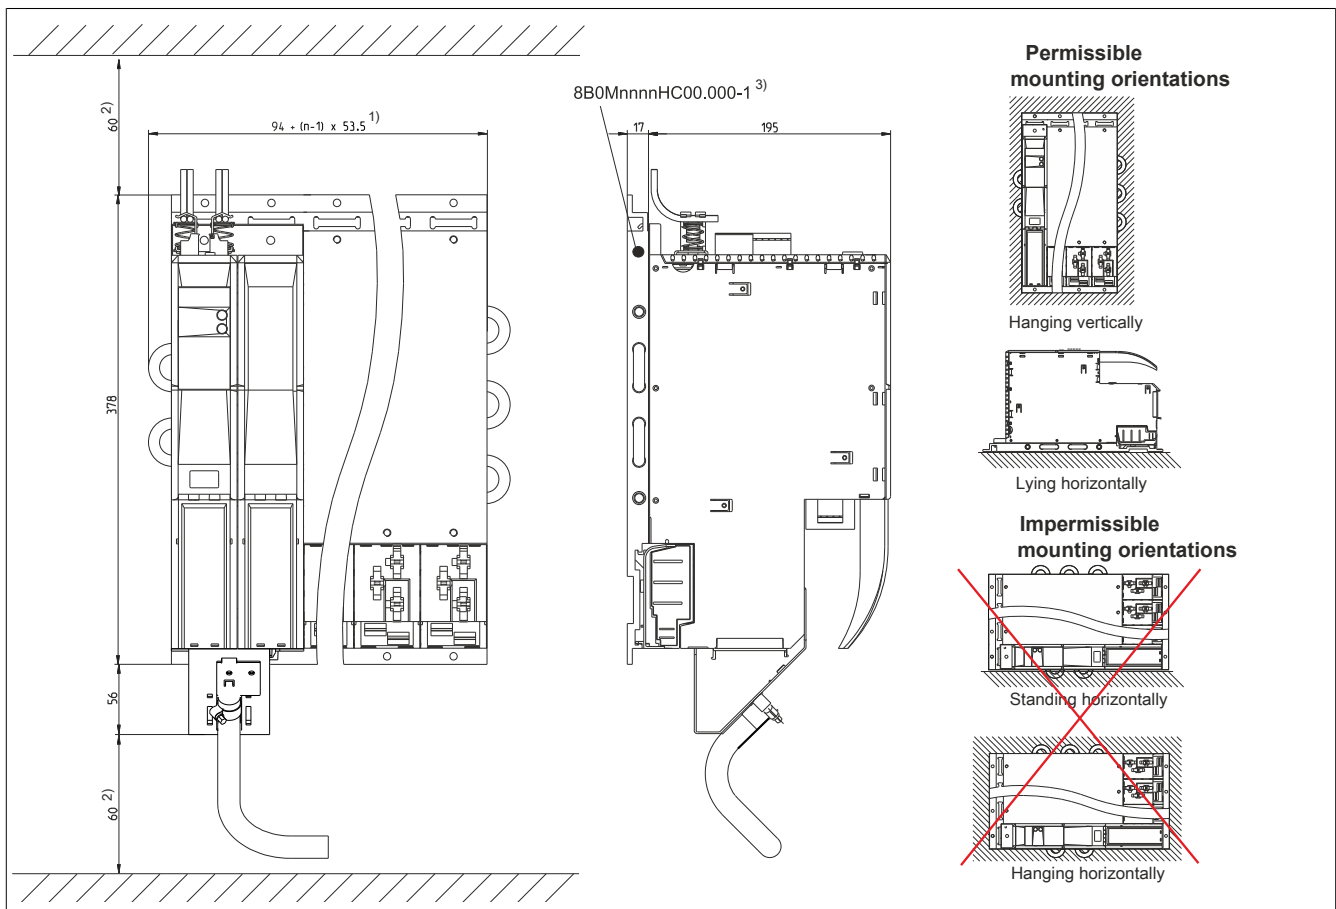 60 2)
94 + (n-1) x 53.5 1)
378
56
60 2)
8B0MnnnnHC00.000-1 3)
17
195
Permissible
mounting orientations
Hanging vertically
Lying horizontally
Impermissible
mounting orientations
Standing horizontally
Hanging horizontally